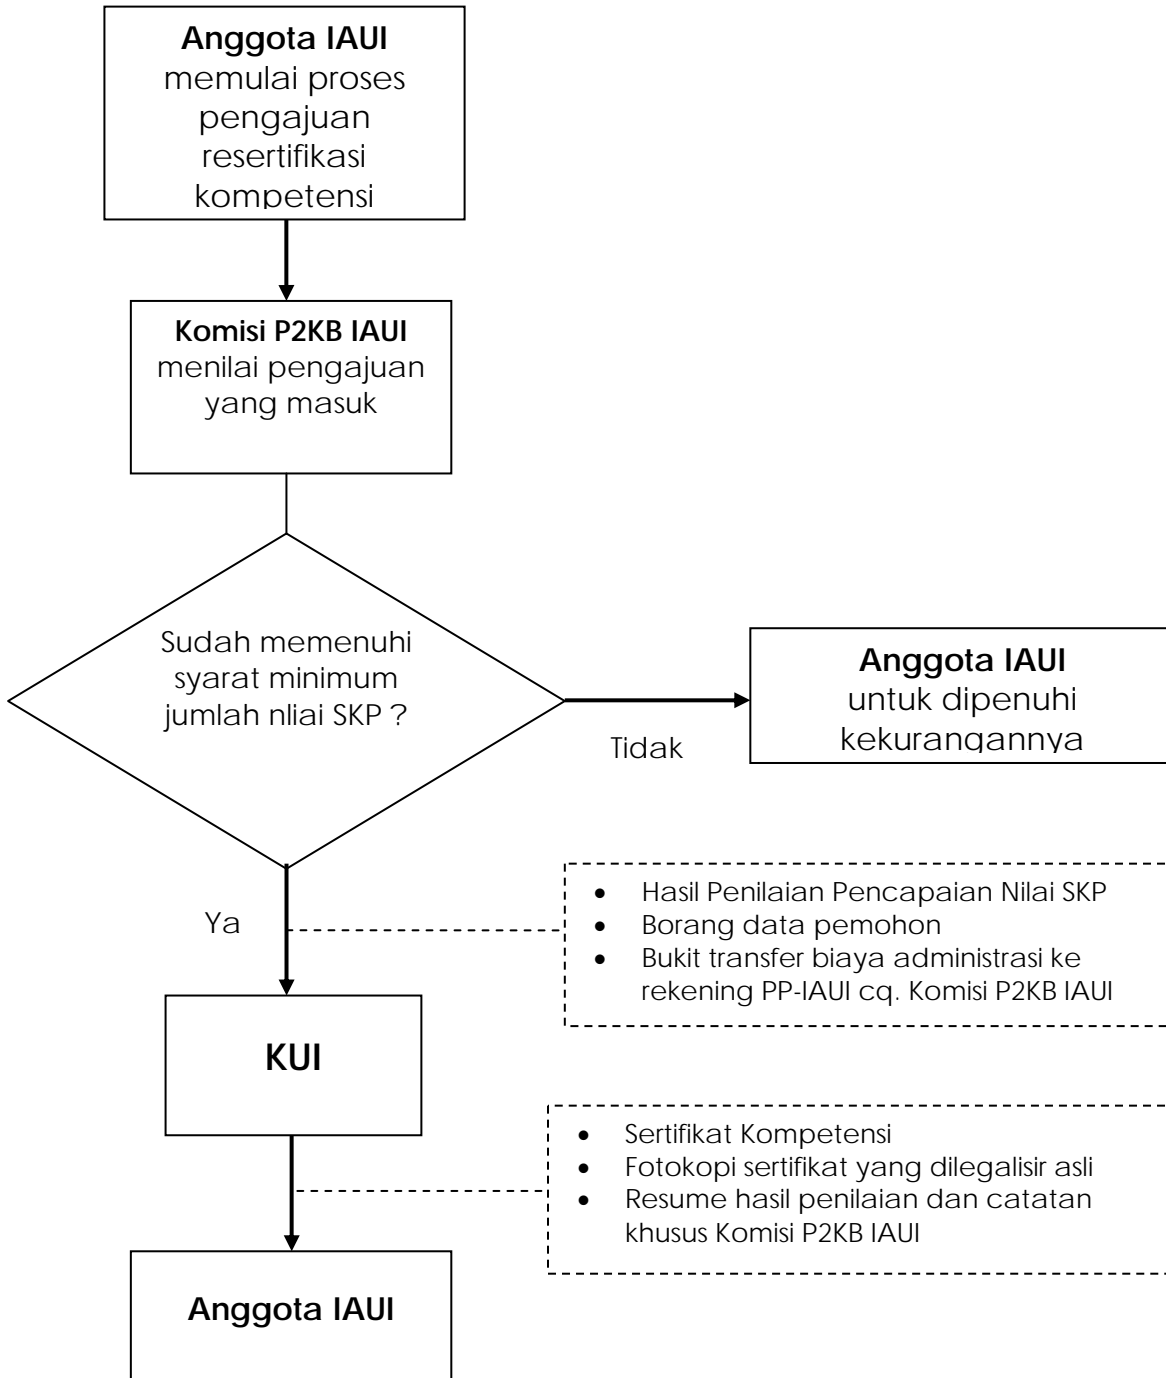 Anggota IAUI
memulai proses
pengajuan
resertifikasi
kompetensi
Komisi P2KB IAUI
menilai pengajuan
yang masuk
Sudah memenuhi
syarat minimum
jumlah nliai SKP ?
Tidak
Anggota IAUI
untuk dipenuhi
kekurangannya
Ya
• Hasil Penilaian Pencapaian Nilai SKP
• Borang data pemohon
• Bukit transfer biaya administrasi ke
rekening PP-IAUI cq. Komisi P2KB IAUI
KUI
• Sertifikat Kompetensi
• Fotokopi sertifikat yang dilegalisir asli
• Resume hasil penilaian dan catatan
khusus Komisi P2KB IAUI
Anggota IAUI